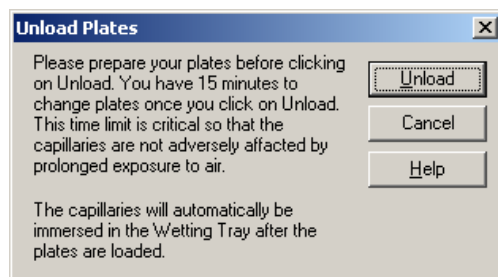 Unload Plates
Please prepare your plates before clicking
on Unload. You have 15 minutes to
change plates once you click on Unload.
This time limit is critical so that the
capillaries are not adversely affacted by
prolonged exposure to air.
The capillaries will automatically be
immersed in the Wetting Tray after the
plates are loaded.
Unload
Cancel
Help